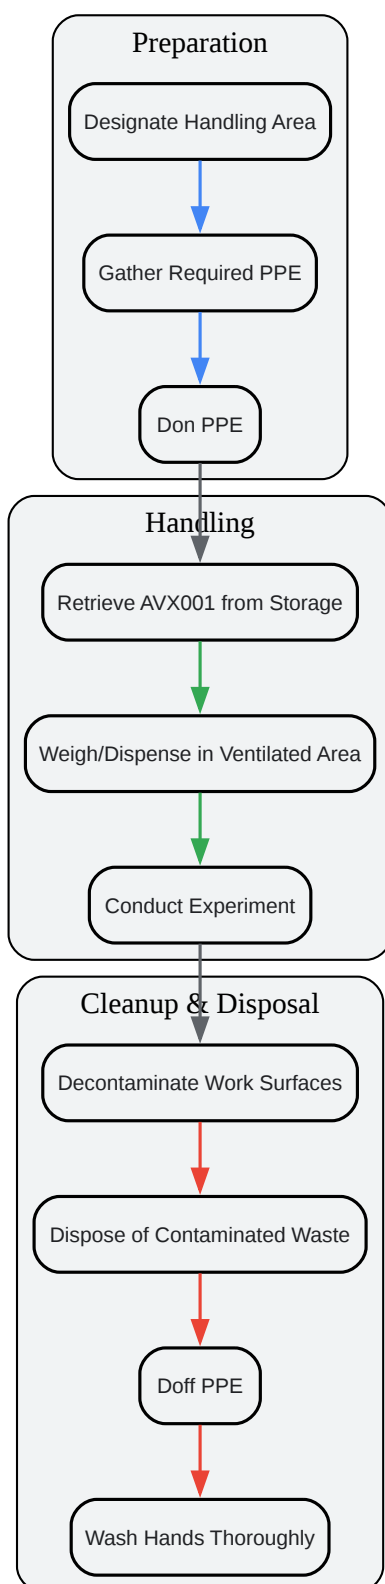 Preparation
Designate Handling Area
Gather Required PPE
Don PPE
Handling
Retrieve AVX001 from Storage
Weigh/Dispense in Ventilated Area
Conduct Experiment
Cleanup & Disposal
Decontaminate Work Surfaces
Dispose of Contaminated Waste
Doff PPE
Wash Hands Thoroughly